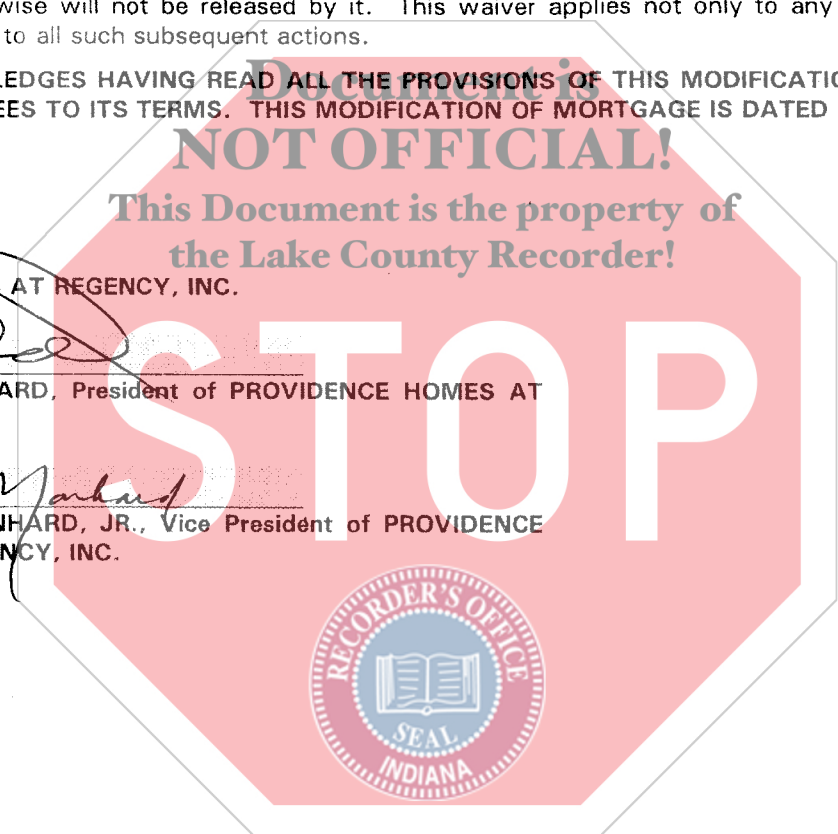 wise will not be released by it. This waiver applies not only to any
to all such subsequent actions.
Document is
LEDGES HAVING READ ALL THE PROVISIONS OF THIS MODIFICATIO
EES TO ITS TERMS. THIS MODIFICATION OF MORTGAGE IS DATED
NOT OFFICIAL!
This Document is the property of
the Lake County Recorder!
AT REGENCY, INC.
STOP
ARD, President of PROVIDENCE HOMES AT
Manhard
NHARD, JR., Vice President of PROVIDENCE
NCY, INC.
RECORDER'S OFFICE
SEAL
INDIANA